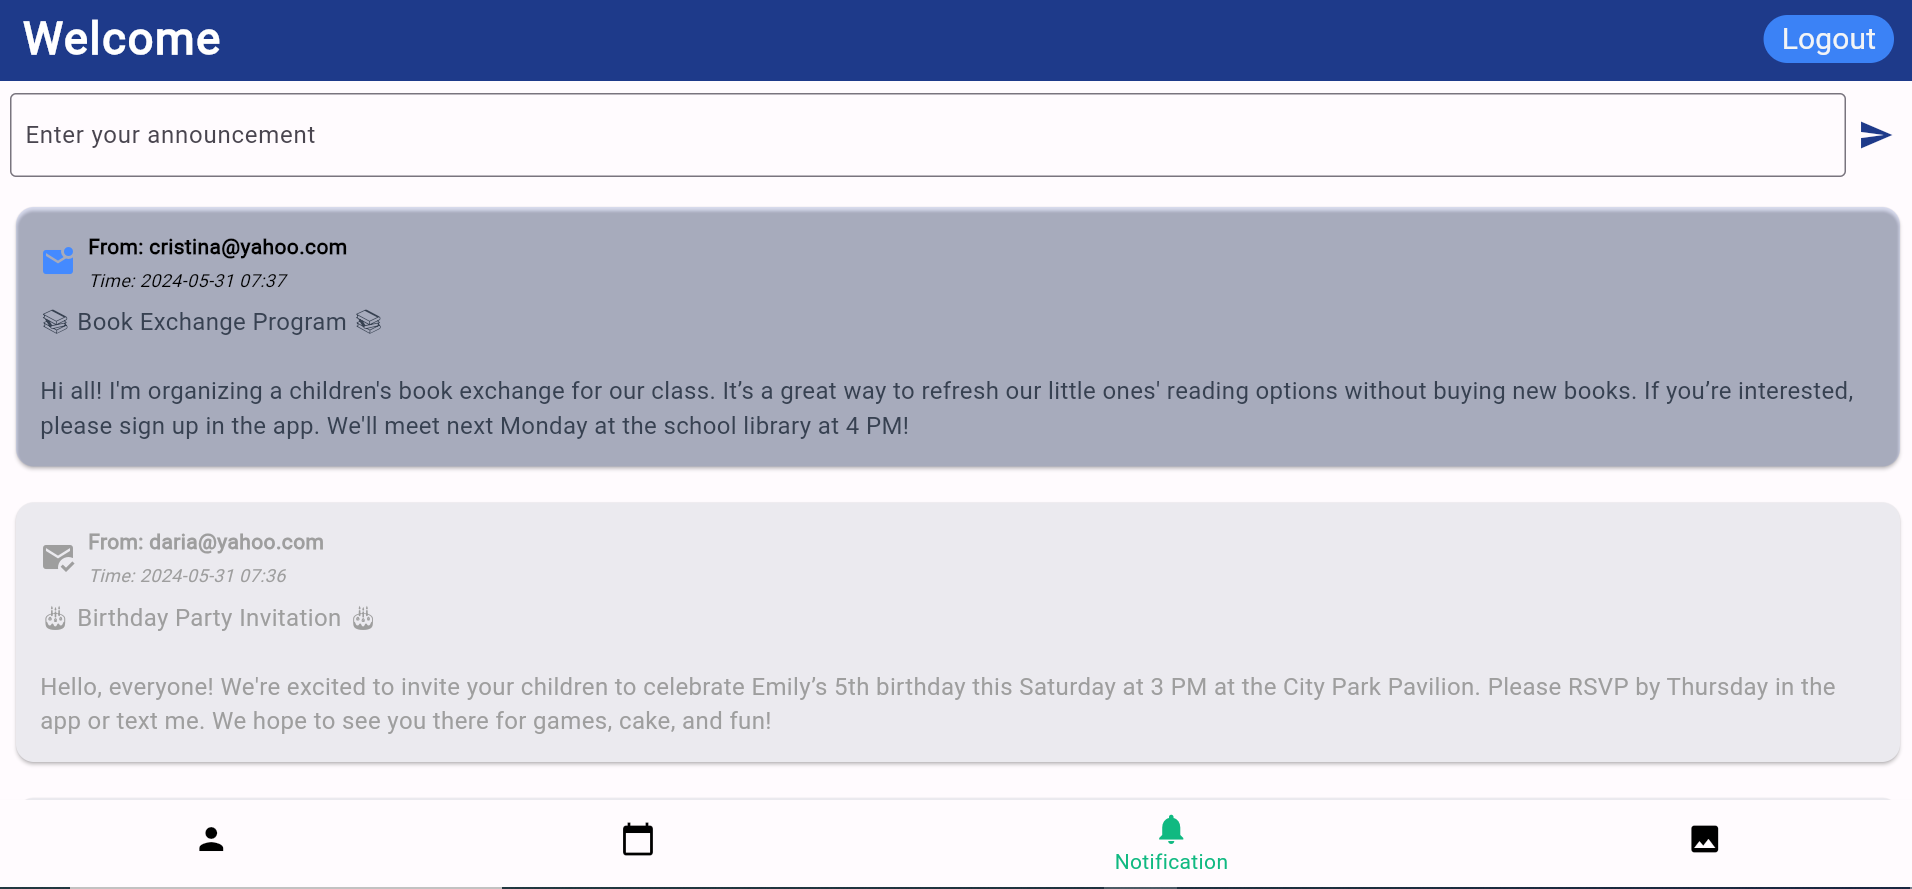 Welcome
Logout
Enter your announcement
From: cristina@yahoo.com
Time: 2024-05-31 07:37
📚 Book Exchange Program 📚
Hi all! I'm organizing a children's book exchange for our class. It’s a great way to refresh our little ones' reading options without buying new books. If you’re interested,
please sign up in the app. We'll meet next Monday at the school library at 4 PM!
From: daria@yahoo.com
Time: 2024-05-31 07:36
🎂 Birthday Party Invitation 🎂
Hello, everyone! We're excited to invite your children to celebrate Emily’s 5th birthday this Saturday at 3 PM at the City Park Pavilion. Please RSVP by Thursday in the
app or text me. We hope to see you there for games, cake, and fun!
Notification